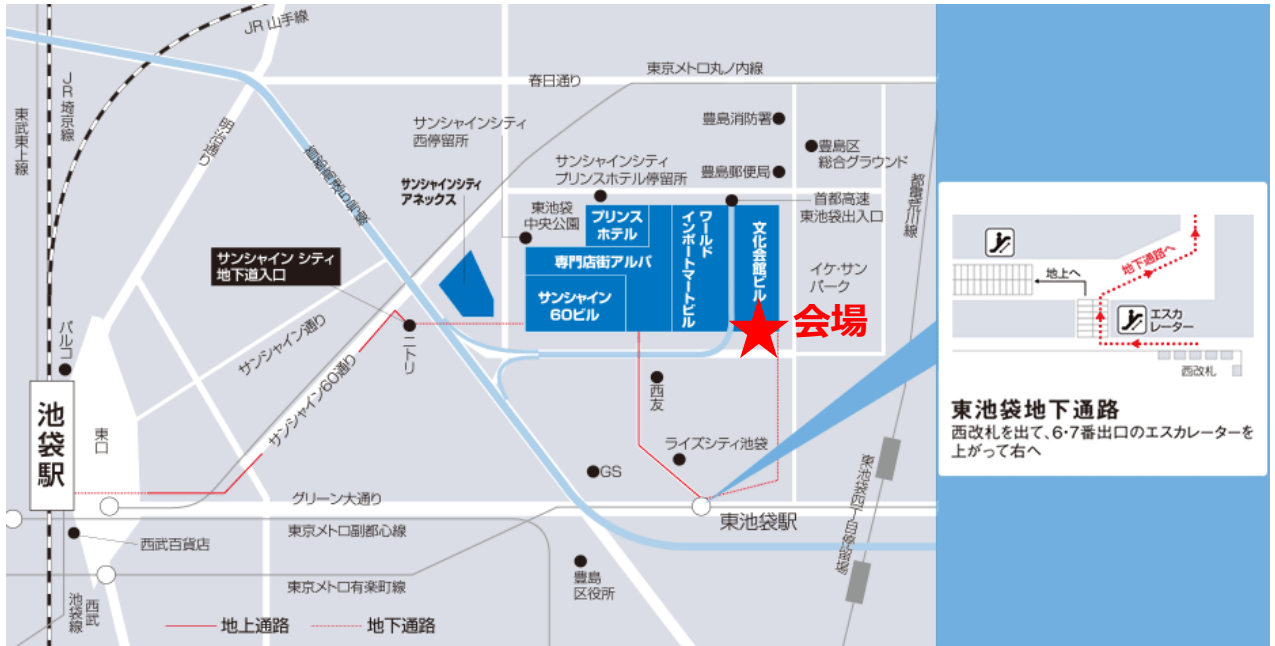 JR 山手線
JR 埼京線
東武東上線
明治通り
春日通り
東京メトロ丸ノ内線
サンシャインシティ
西停留所
サンシャインシティ
アネックス
サンシャインシティ
プリンスホテル停留所
豊島消防署
豊島郵便局
豊島区
総合グラウンド
首都高速
東池袋出入口
都電荒川線
首都高速5号線
東池袋
中央公園
プリンス
ホテル
専門店街アルパ
サンシャイン
60ビル
ワールド
インポートマートビル
文化会館ビル
イケ・サン
パーク
会場
サンシャイン シティ
地下道入口
ニトリ
サンシャイン通り
サンシャイン60通り
パルコ
池袋駅
東口
西友
ライズシティ池袋
GS
グリーン大通り
東池袋駅
東京メトロ副都心線
西武百貨店
東京メトロ有楽町線
豊島
区役所
西武
池袋線
東池袋四丁目停留場
地上通路
地下通路
地下通路へ
地上へ
エスカ
レーター
西改札
東池袋地下通路
西改札を出て、6・7番出口のエスカレーターを
上がって右へ